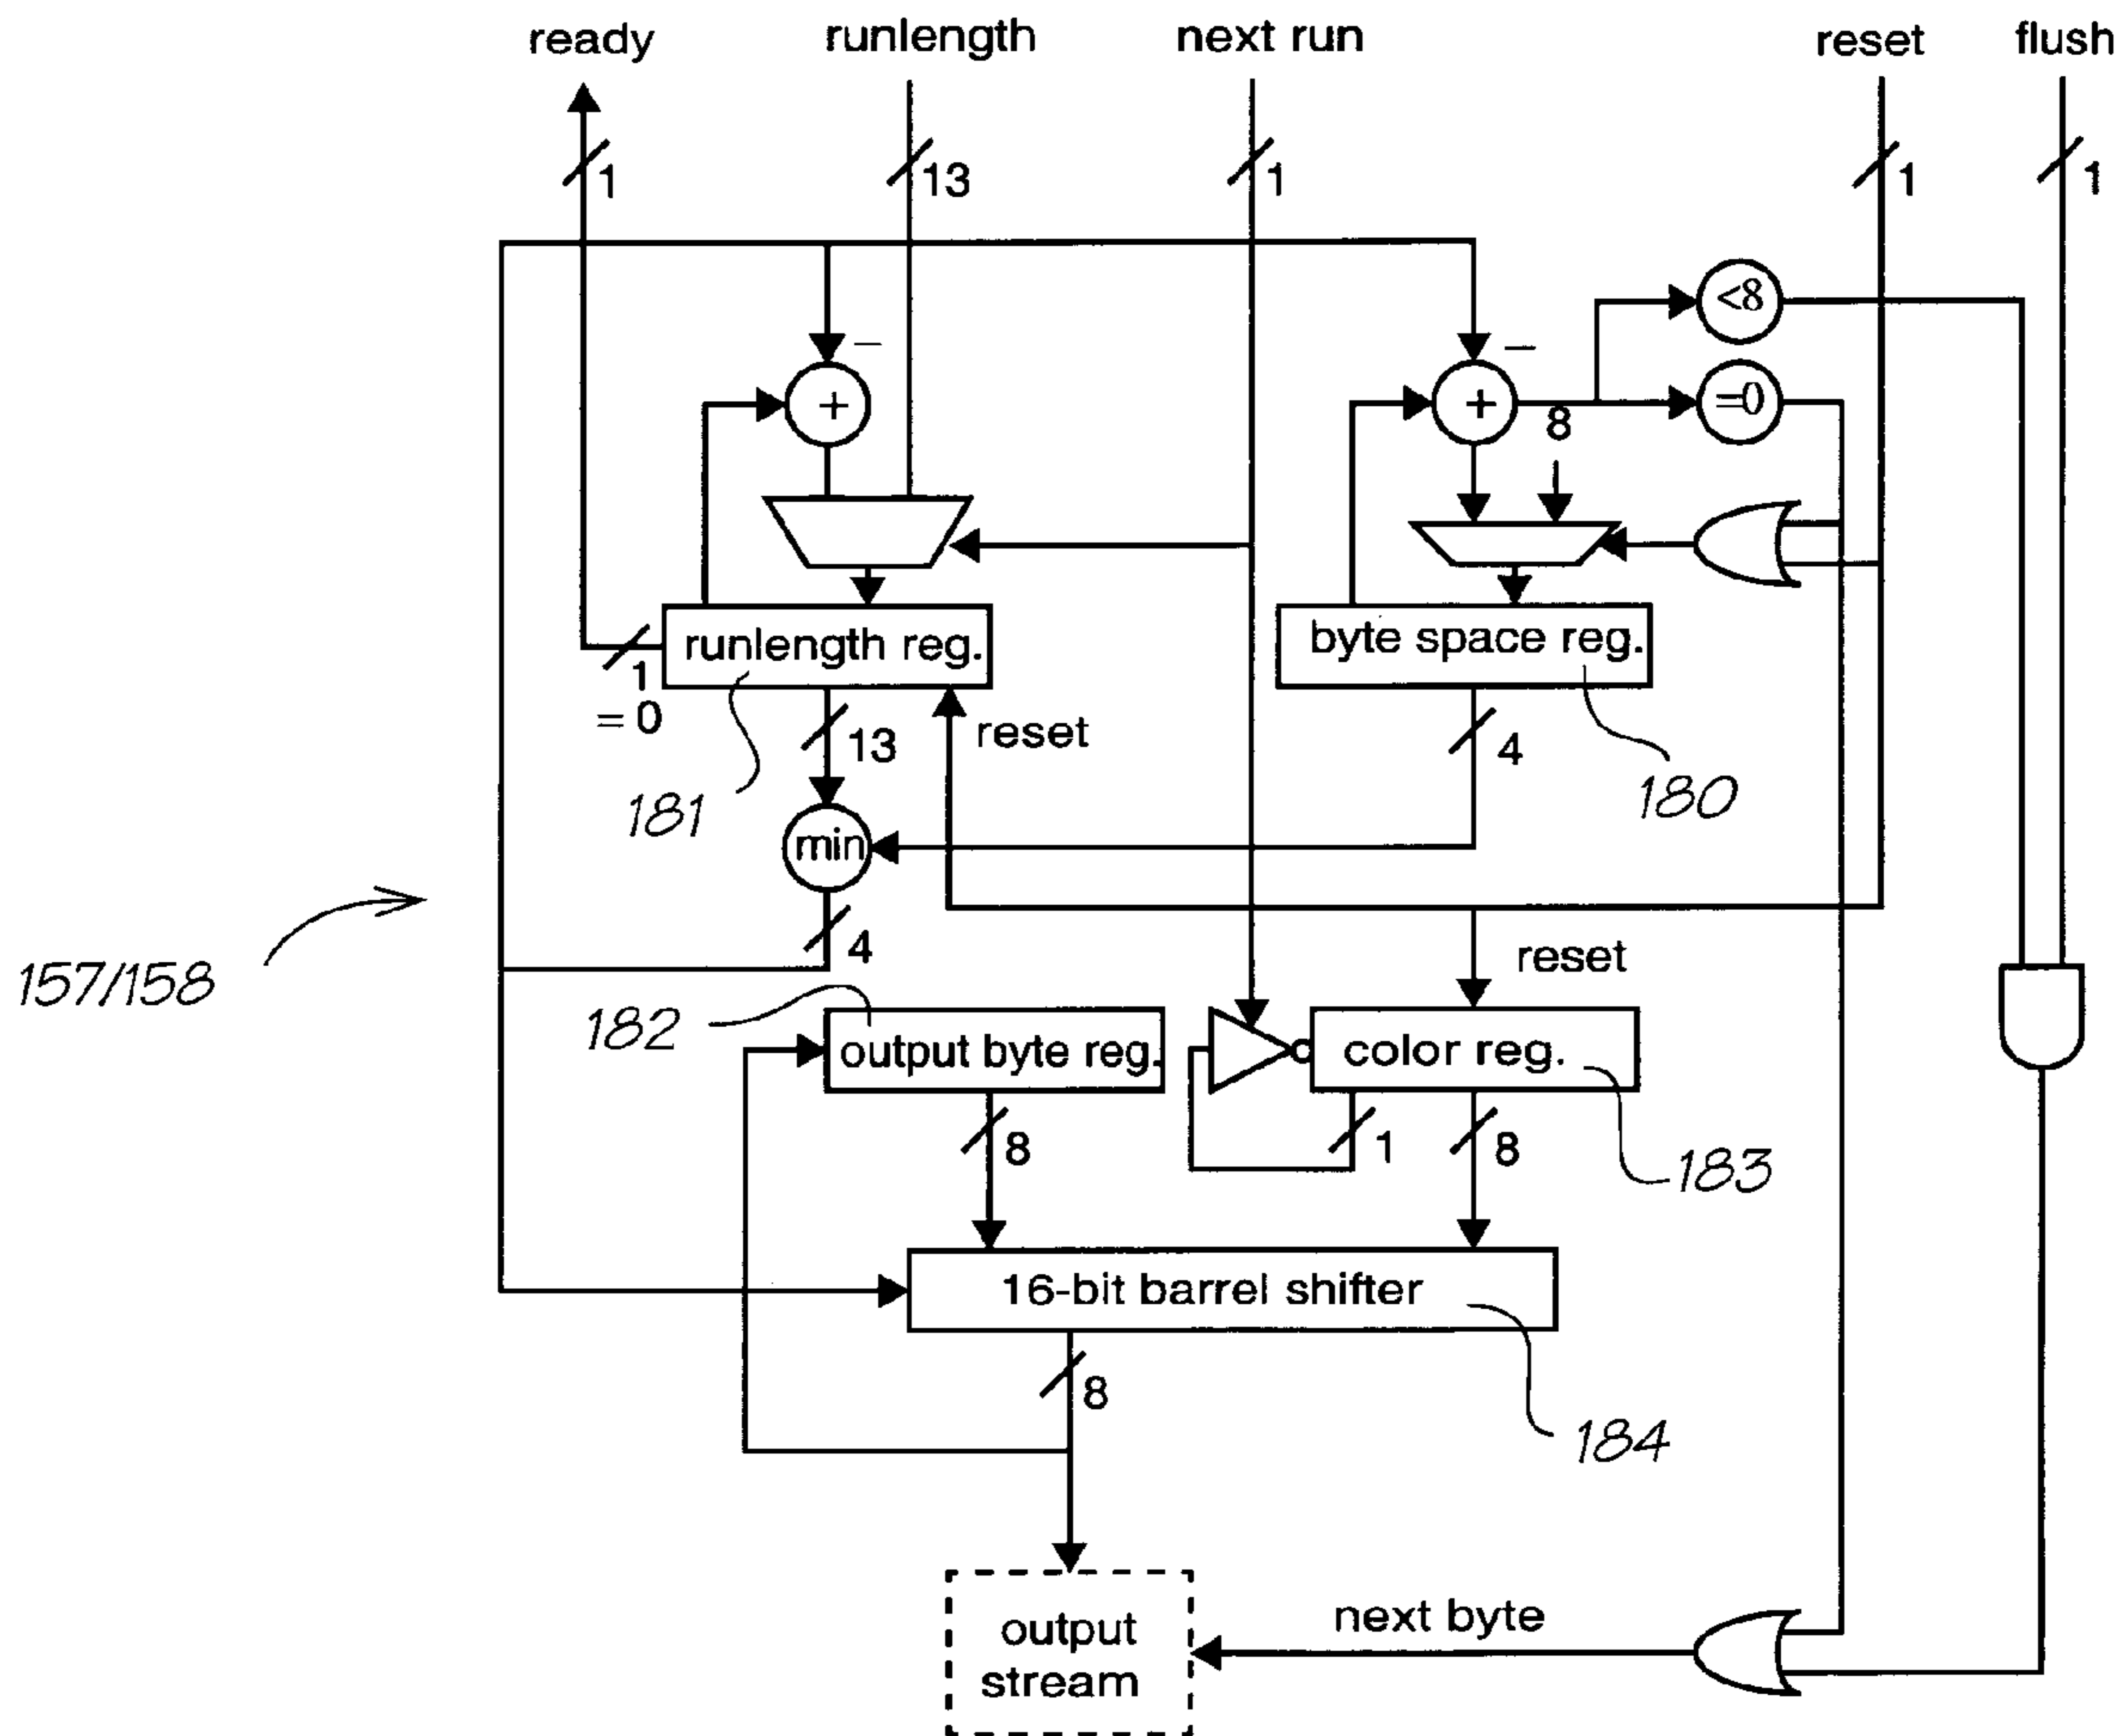 ready runlength next run reset flush
1 13 1 1 1
<8
− −
+ + 8 =0
runlength reg. byte space reg.
1
= 0
13 reset 4
181 180
min
4
157/158
reset
182
output byte reg. color reg.
8 1 8
183
16-bit barrel shifter
8
184
next byte
output
stream